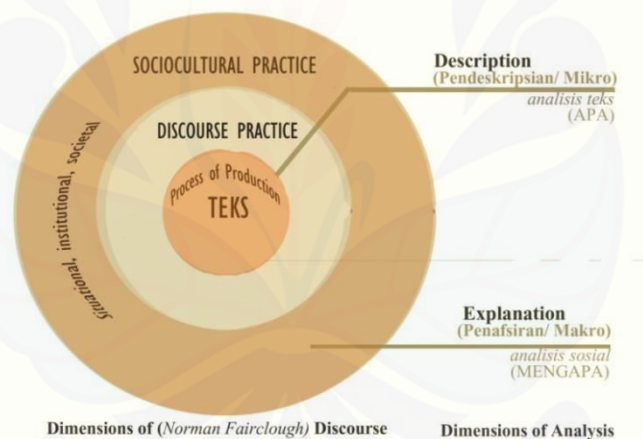 SOCIOCULTURAL PRACTICE
DISCOURSE PRACTICE
Process of Production
TEKS
Situational, institutional, societal
Description
(Pendeskripsian/ Mikro)
analisis teks
(APA)
Explanation
(Penafsiran/ Makro)
analisis sosial
(MENGAPA)
Dimensions of (Norman Fairclough) Discourse
Dimensions of Analysis